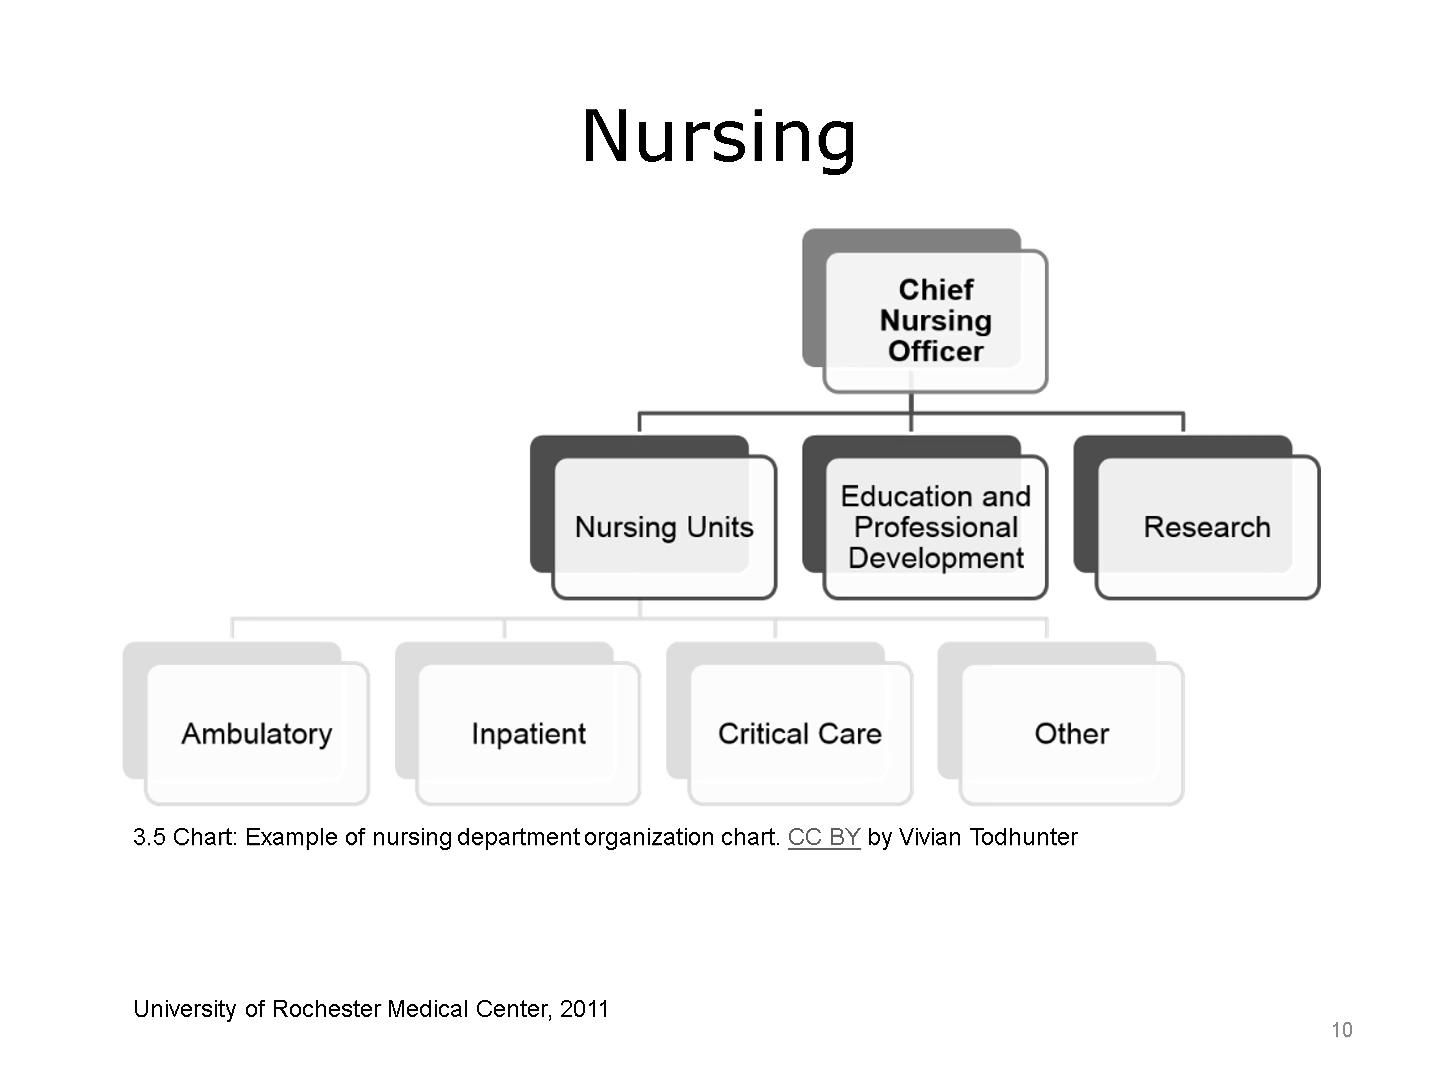 Nursing
Chief
Nursing
Officer
Nursing Units
Education and
Professional
Development
Research
Ambulatory
Inpatient
Critical Care
Other
3.5 Chart: Example of nursing department organization chart. CC BY by Vivian Todhunter
University of Rochester Medical Center, 2011
10